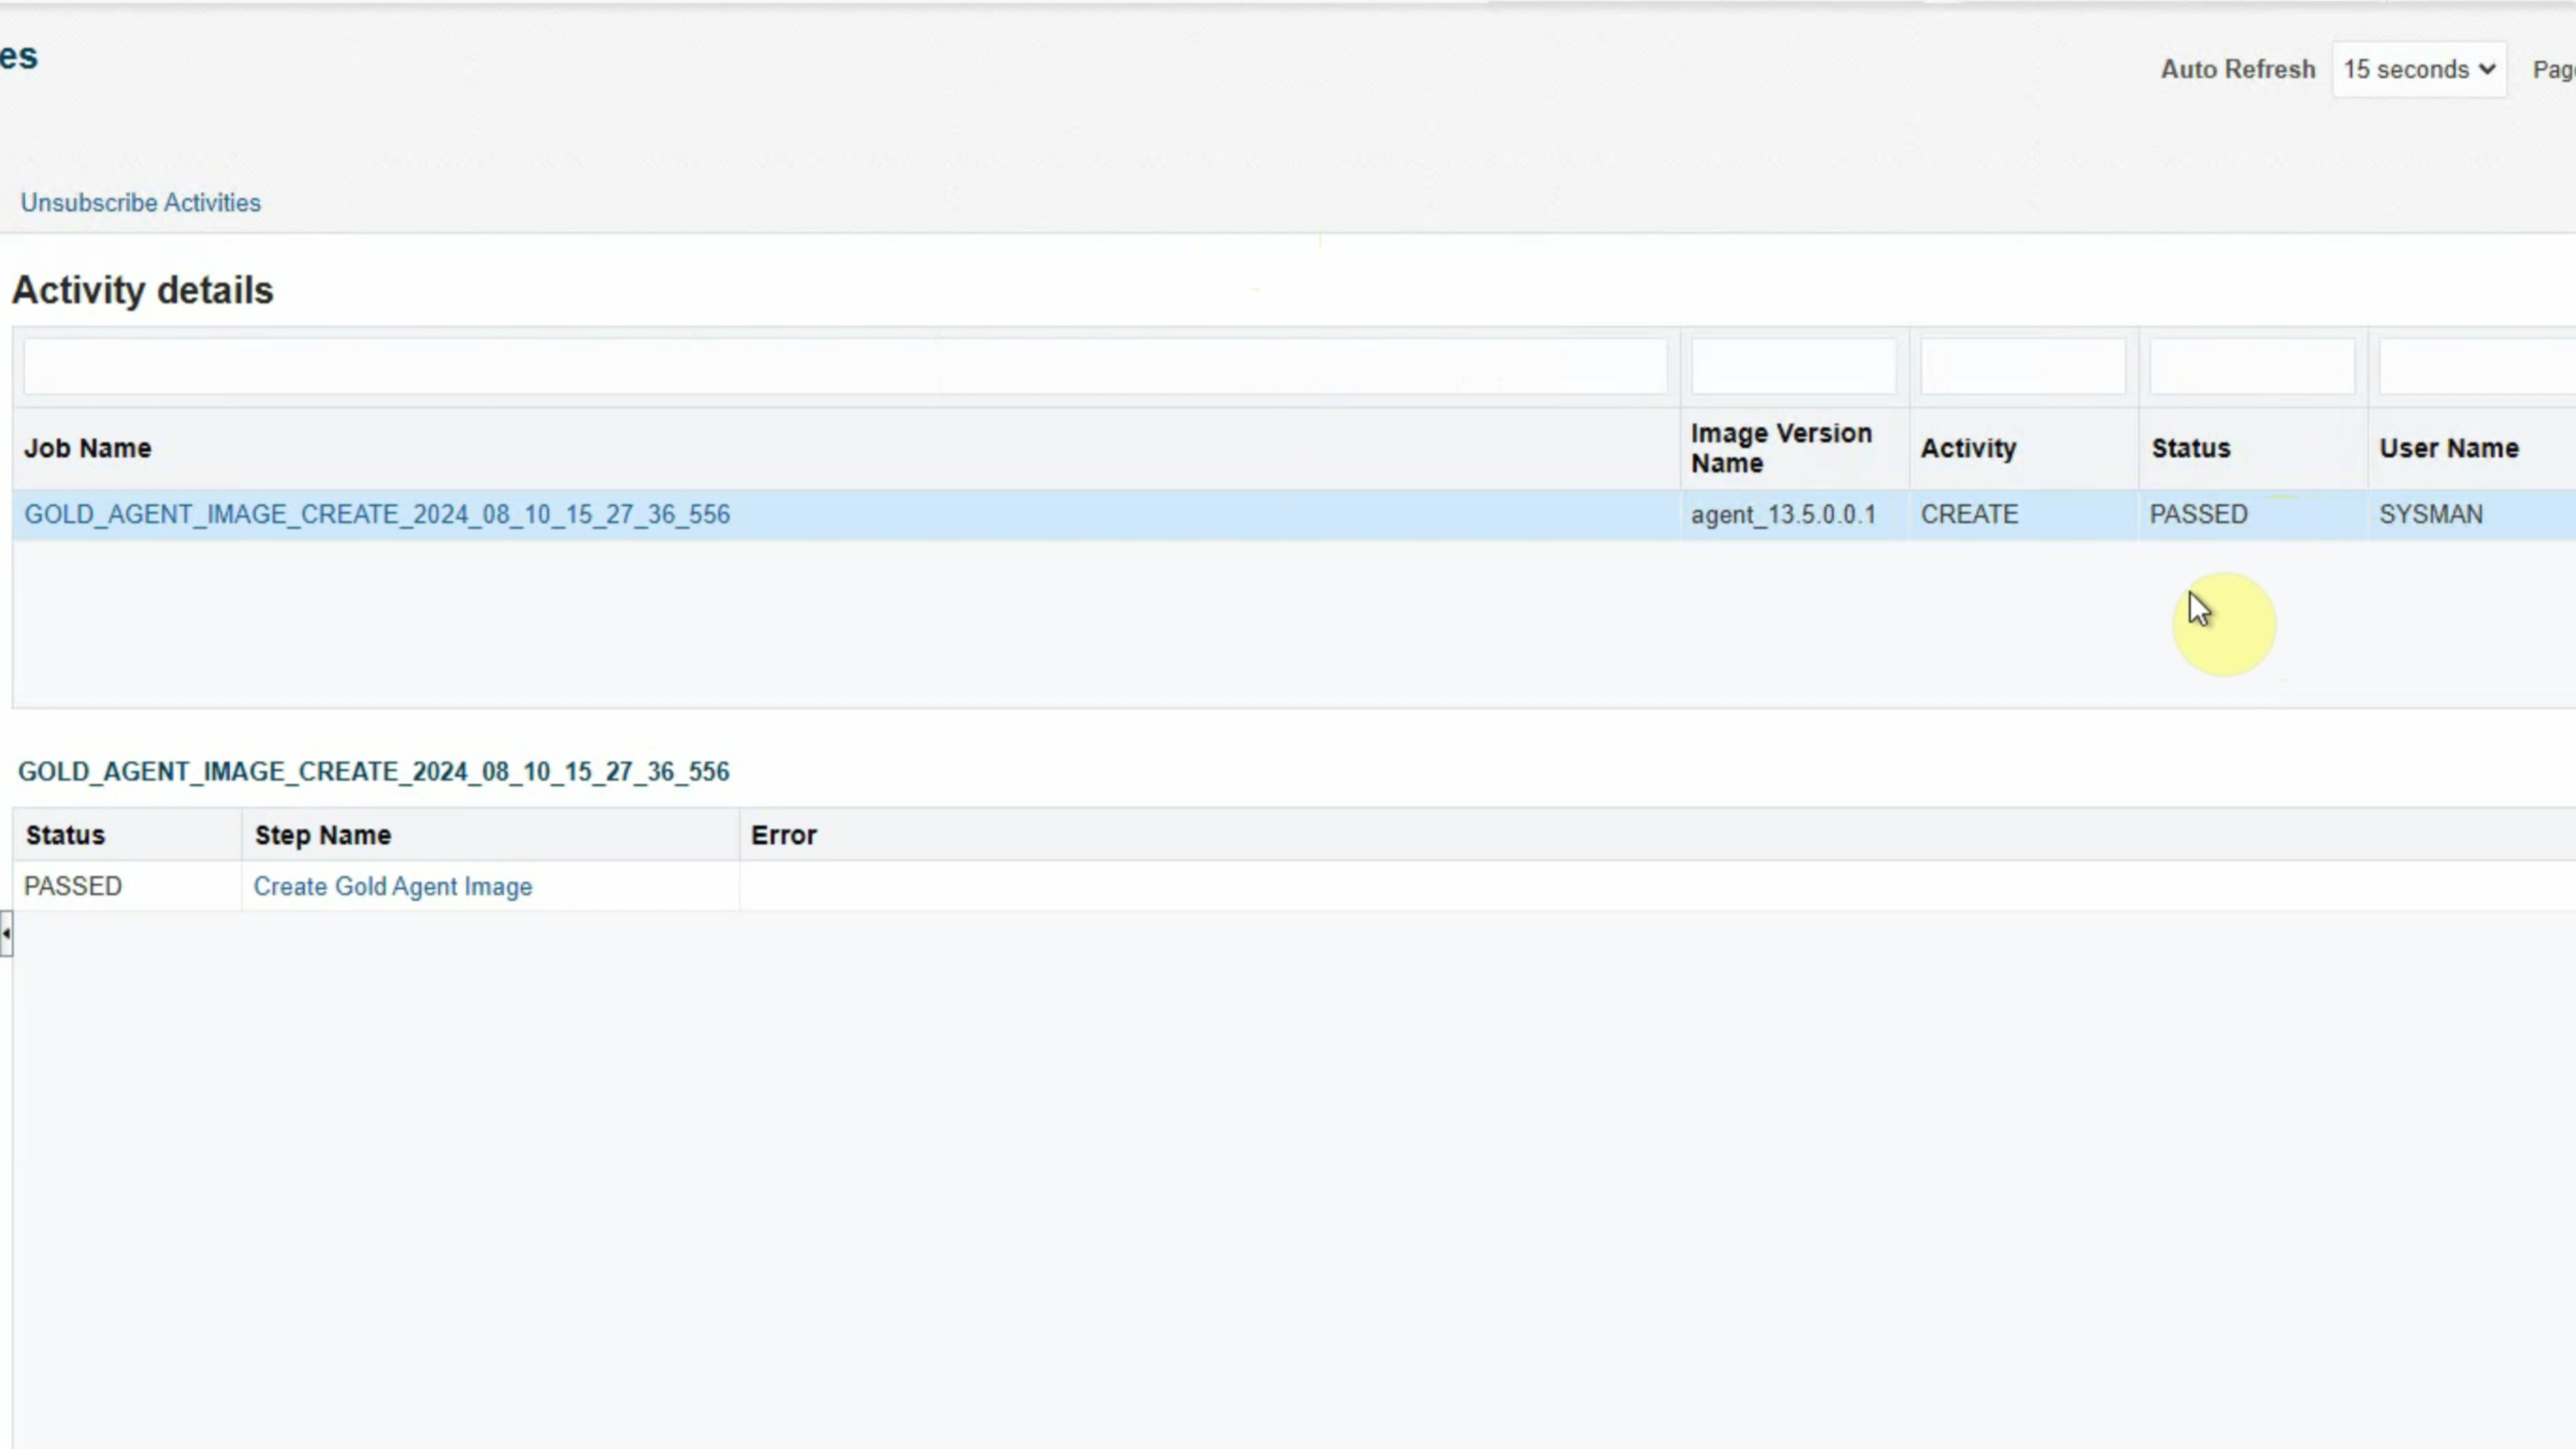 es
Auto Refresh 15 seconds
Unsubscribe Activities
Activity details
Job Name Image Version Name Activity Status User Name
GOLD_AGENT_IMAGE_CREATE_2024_08_10_15_27_36_556 agent_13.5.0.0.1 CREATE PASSED SYSMAN
GOLD_AGENT_IMAGE_CREATE_2024_08_10_15_27_36_556
Status Step Name Error
PASSED Create Gold Agent Image